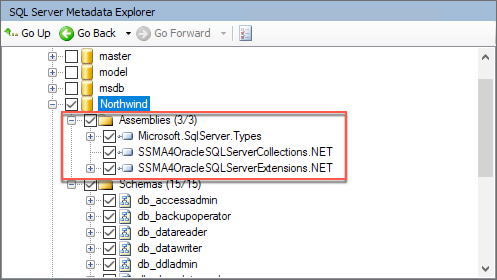 SQL Server Metadata Explorer
Go Up Go Back Go Forward
master
model
msdb
Northwind
Assemblies (3/3)
Microsoft.SqlServer.Types
SSMA4OracleSQLServerCollections.NET
SSMA4OracleSQLServerExtensions.NET
Schemas (15/15)
db_accessadmin
db_backupoperator
db_datareader
db_datawriter
db_ddladmin